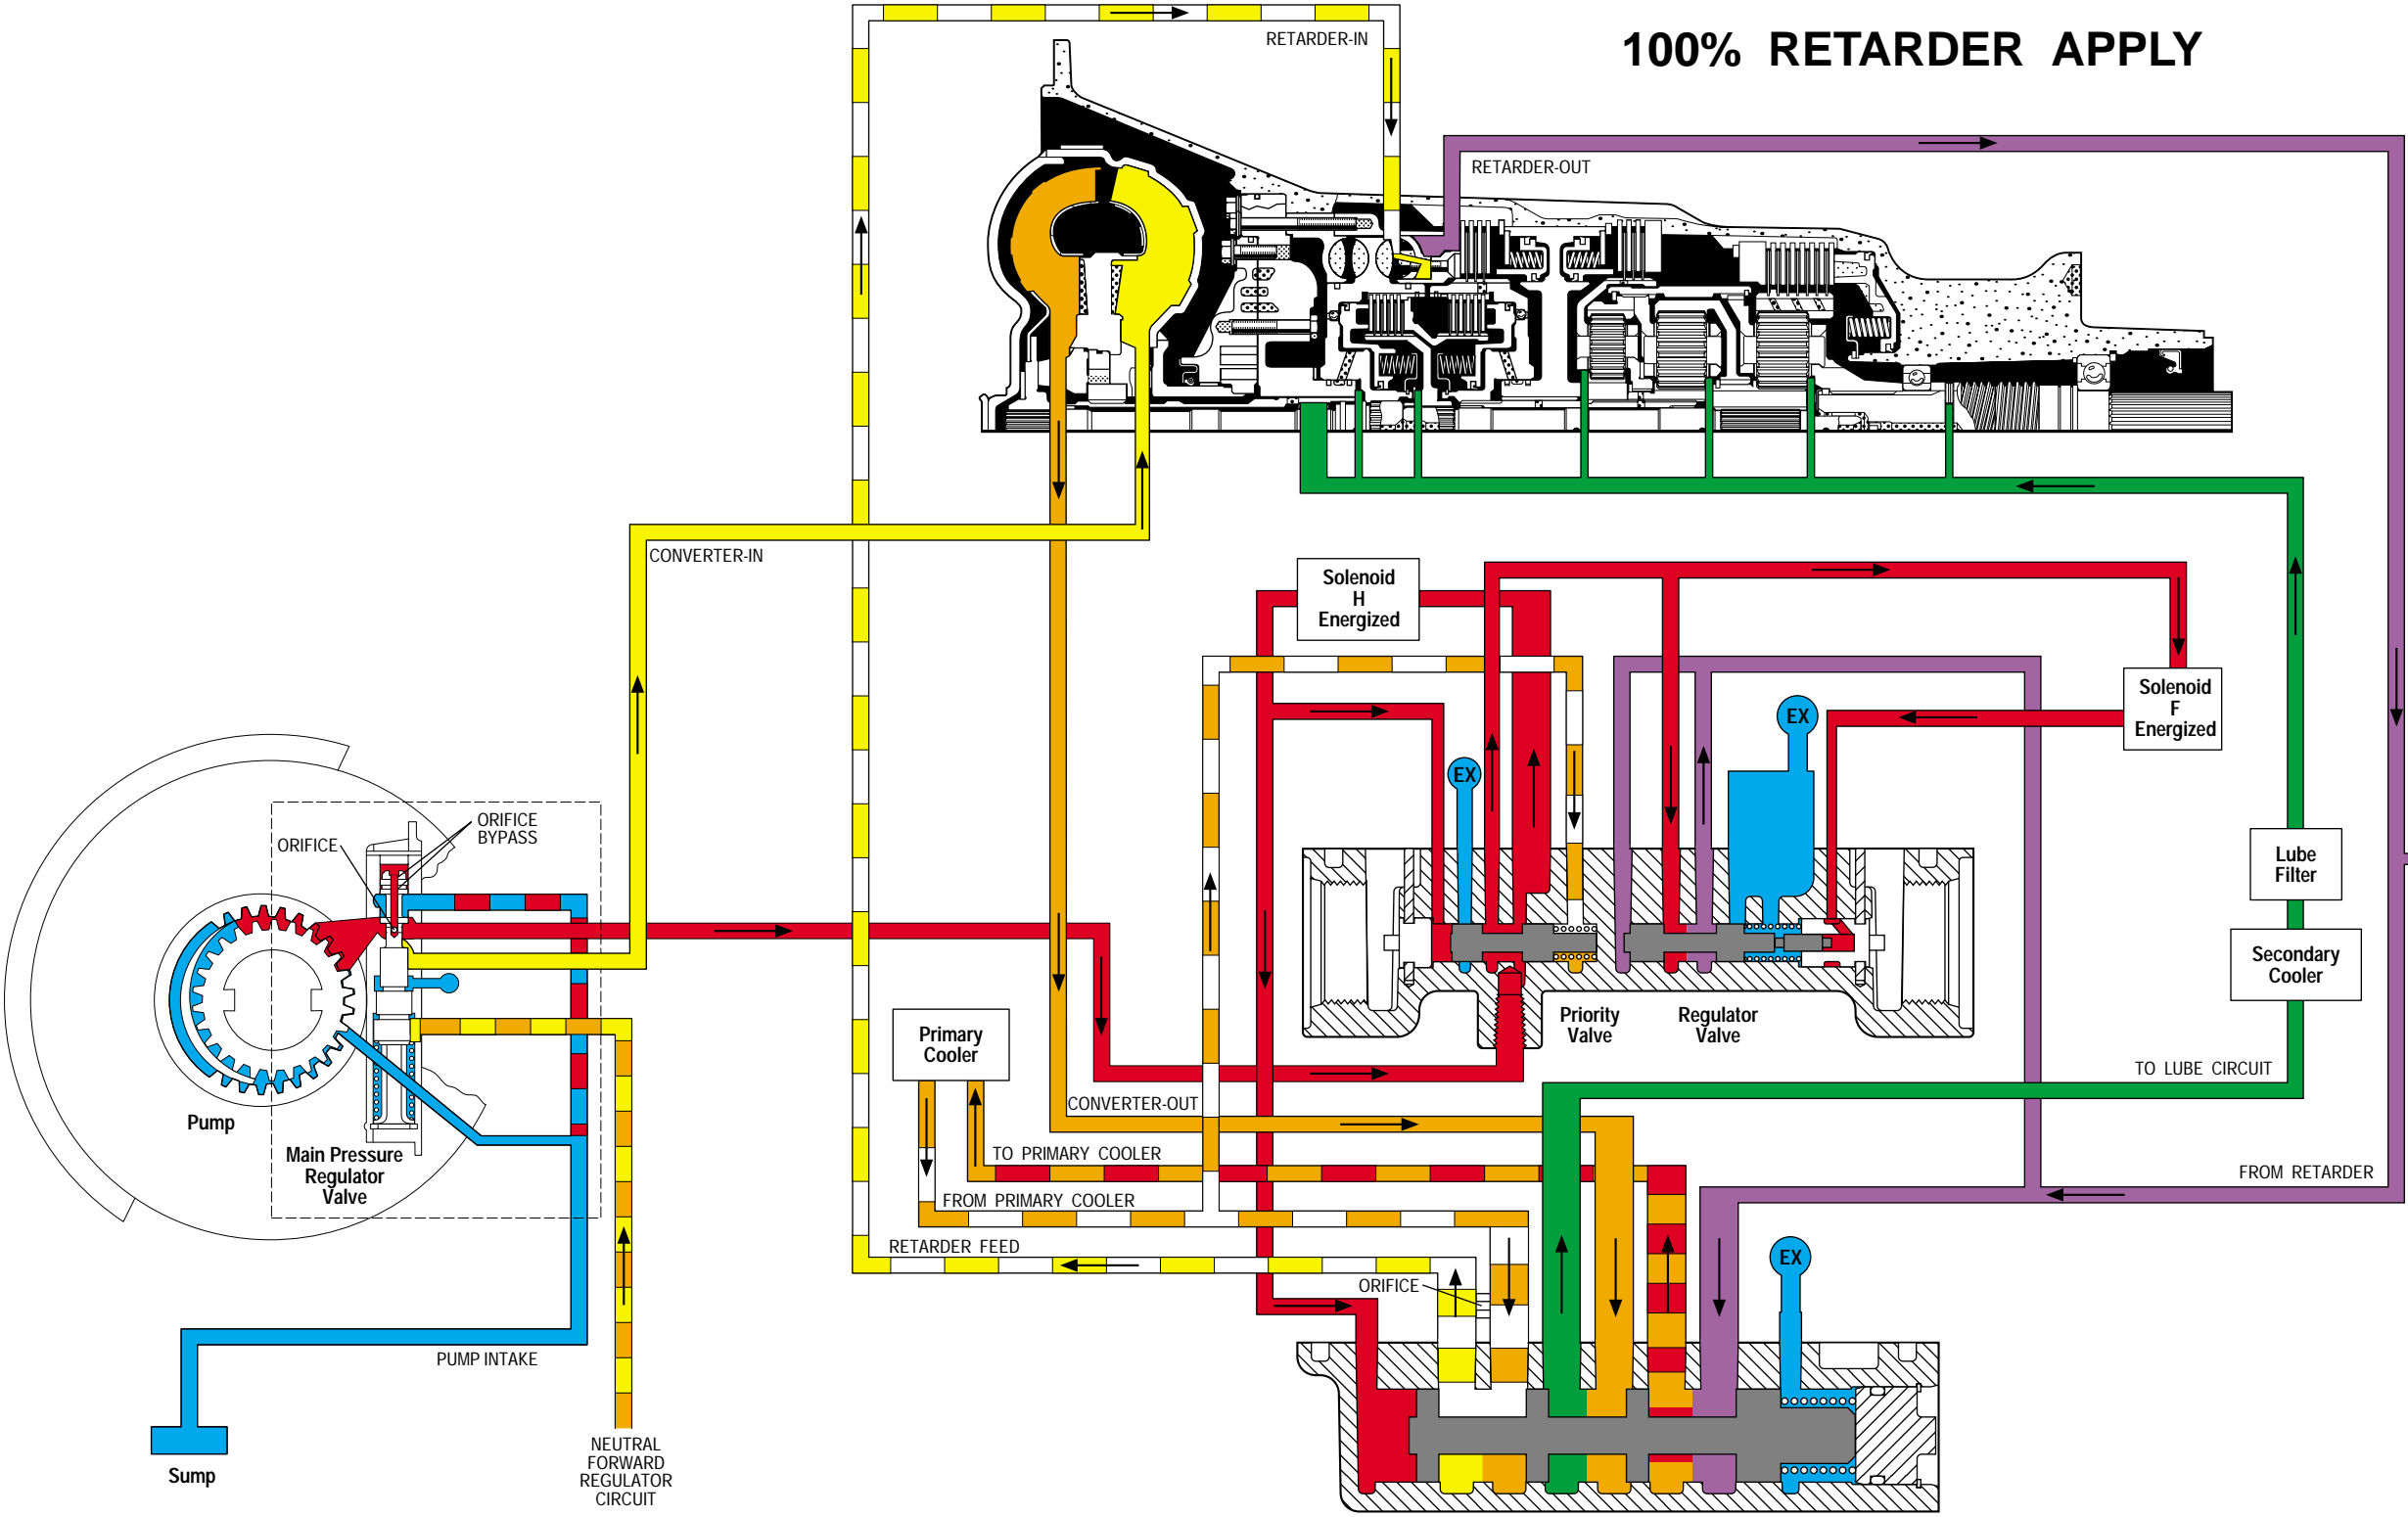 100% RETARDER APPLY
RETARDER-IN
RETARDER-OUT
CONVERTER-IN
Solenoid
H
Energized
Solenoid
F
Energized
EX
EX
ORIFICE
BYPASS
ORIFICE
Lube
Filter
Secondary
Cooler
Priority
Valve
Regulator
Valve
Primary
Cooler
TO LUBE CIRCUIT
CONVERTER-OUT
Pump
Main Pressure
Regulator
Valve
TO PRIMARY COOLER
FROM RETARDER
FROM PRIMARY COOLER
RETARDER FEED
EX
ORIFICE
PUMP INTAKE
NEUTRAL
FORWARD
REGULATOR
CIRCUIT
Sump